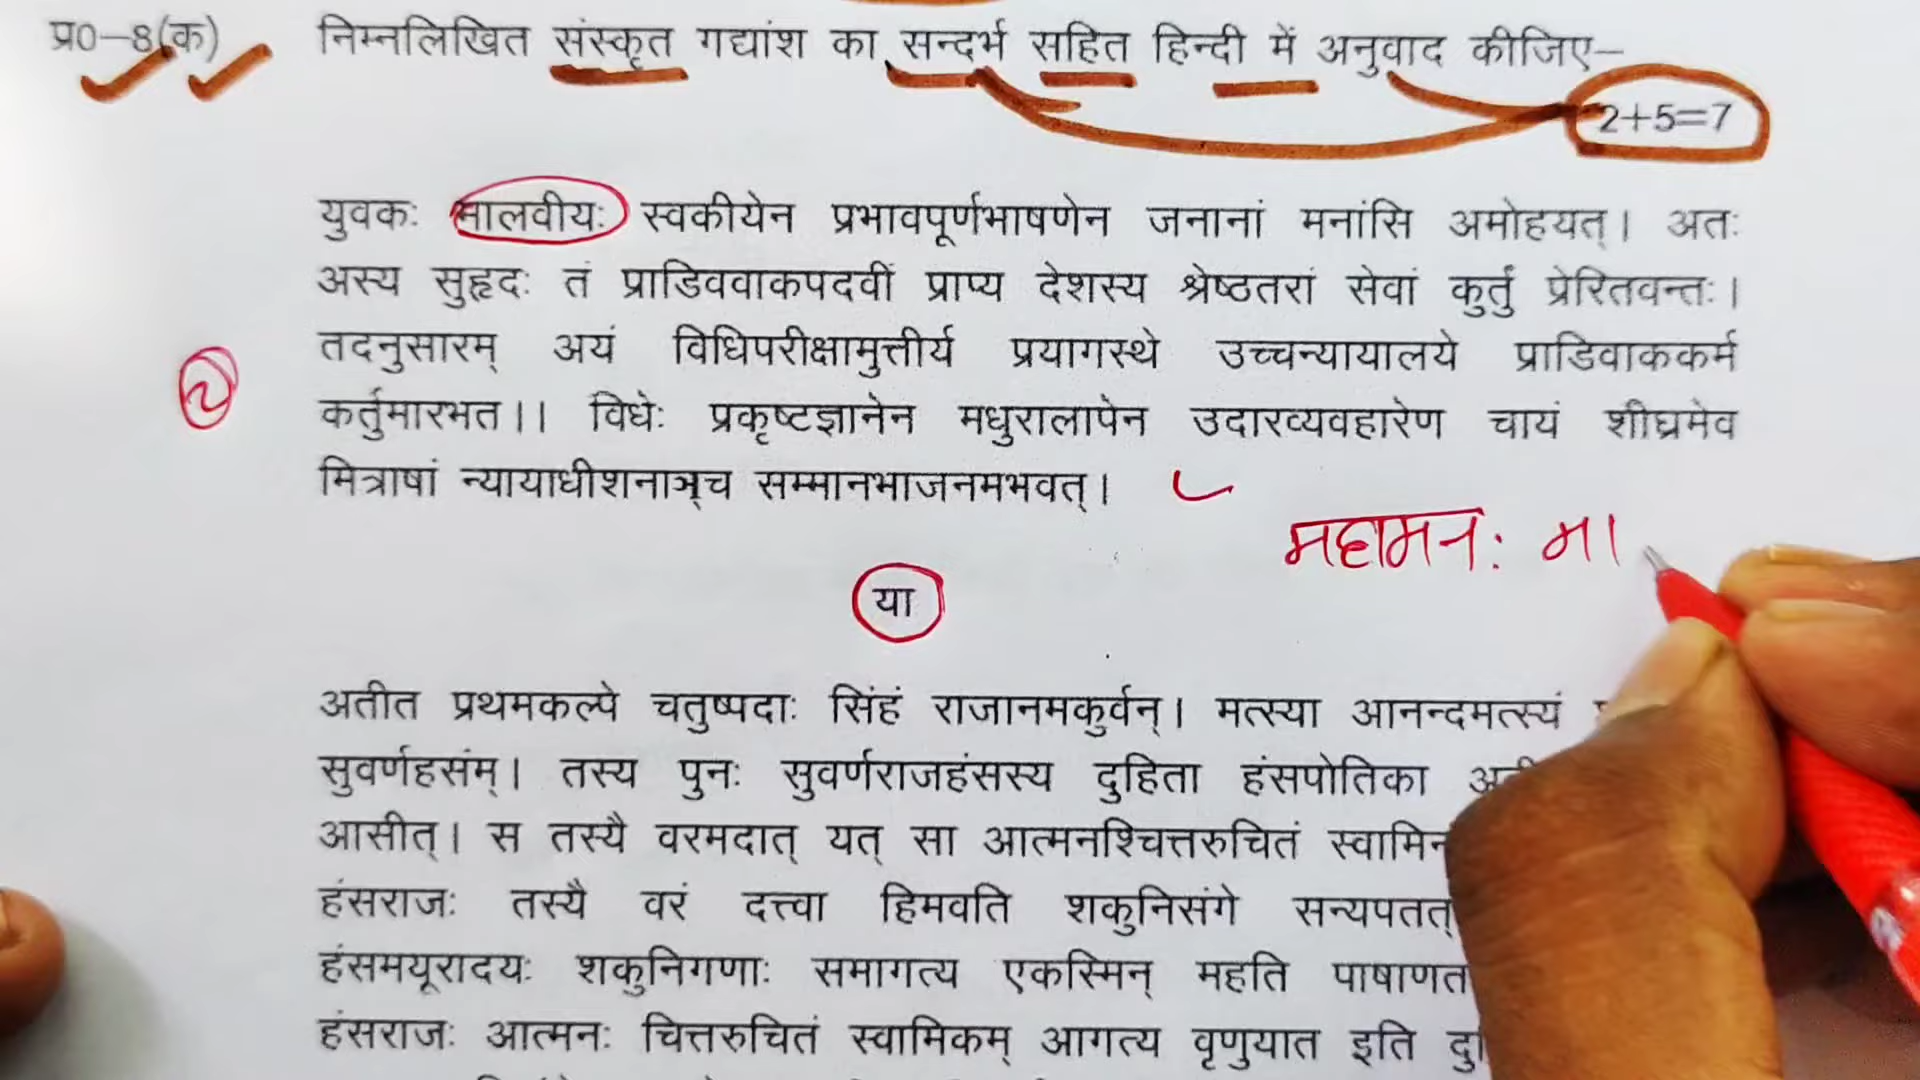 प्र0-8(क) निम्नलिखित संस्कृत गद्यांश का सन्दर्भ सहित हिन्दी में अनुवाद कीजिए–
2+5=7
युवकः मालवीयः स्वकीयेन प्रभावपूर्णभाषणेन जनानां मनांसि अमोहयत्। अतः
अस्य सुहृदः तं प्राडिववाकपदवीं प्राप्य देशस्य श्रेष्ठतरां सेवां कुर्तुं प्रेरितवन्तः।
तदनुसारम् अयं विधिपरीक्षामुत्तीर्य प्रयागस्थे उच्चन्यायालये प्राडिवाककर्म
कर्तुमारभत।। विधेः प्रकृष्टज्ञानेन मधुरालापेन उदारव्यवहारेण चायं शीघ्रमेव
मित्राषां न्यायाधीशनाञ्च सम्मानभाजनमभवत्।
महामनः मा
या
अतीत प्रथमकल्पे चतुष्पदाः सिंहं राजानमकुर्वन्। मत्स्या आनन्दमत्स्यं
सुवर्णहसंम्। तस्य पुनः सुवर्णराजहंसस्य दुहिता हंसपोतिका
आसीत्। स तस्यै वरमदात् यत् सा आत्मनश्चित्तरुचितं
हंसराजः तस्यै वरं दत्त्वा हिमवति शकुनिसंगे सन्यपतत्
हंसमयूरादयः शकुनिगणाः समागत्य एकस्मिन् महति
हंसराजः आत्मनः चित्तरुचितं स्वामिकम् आगत्य वृणुयात इति